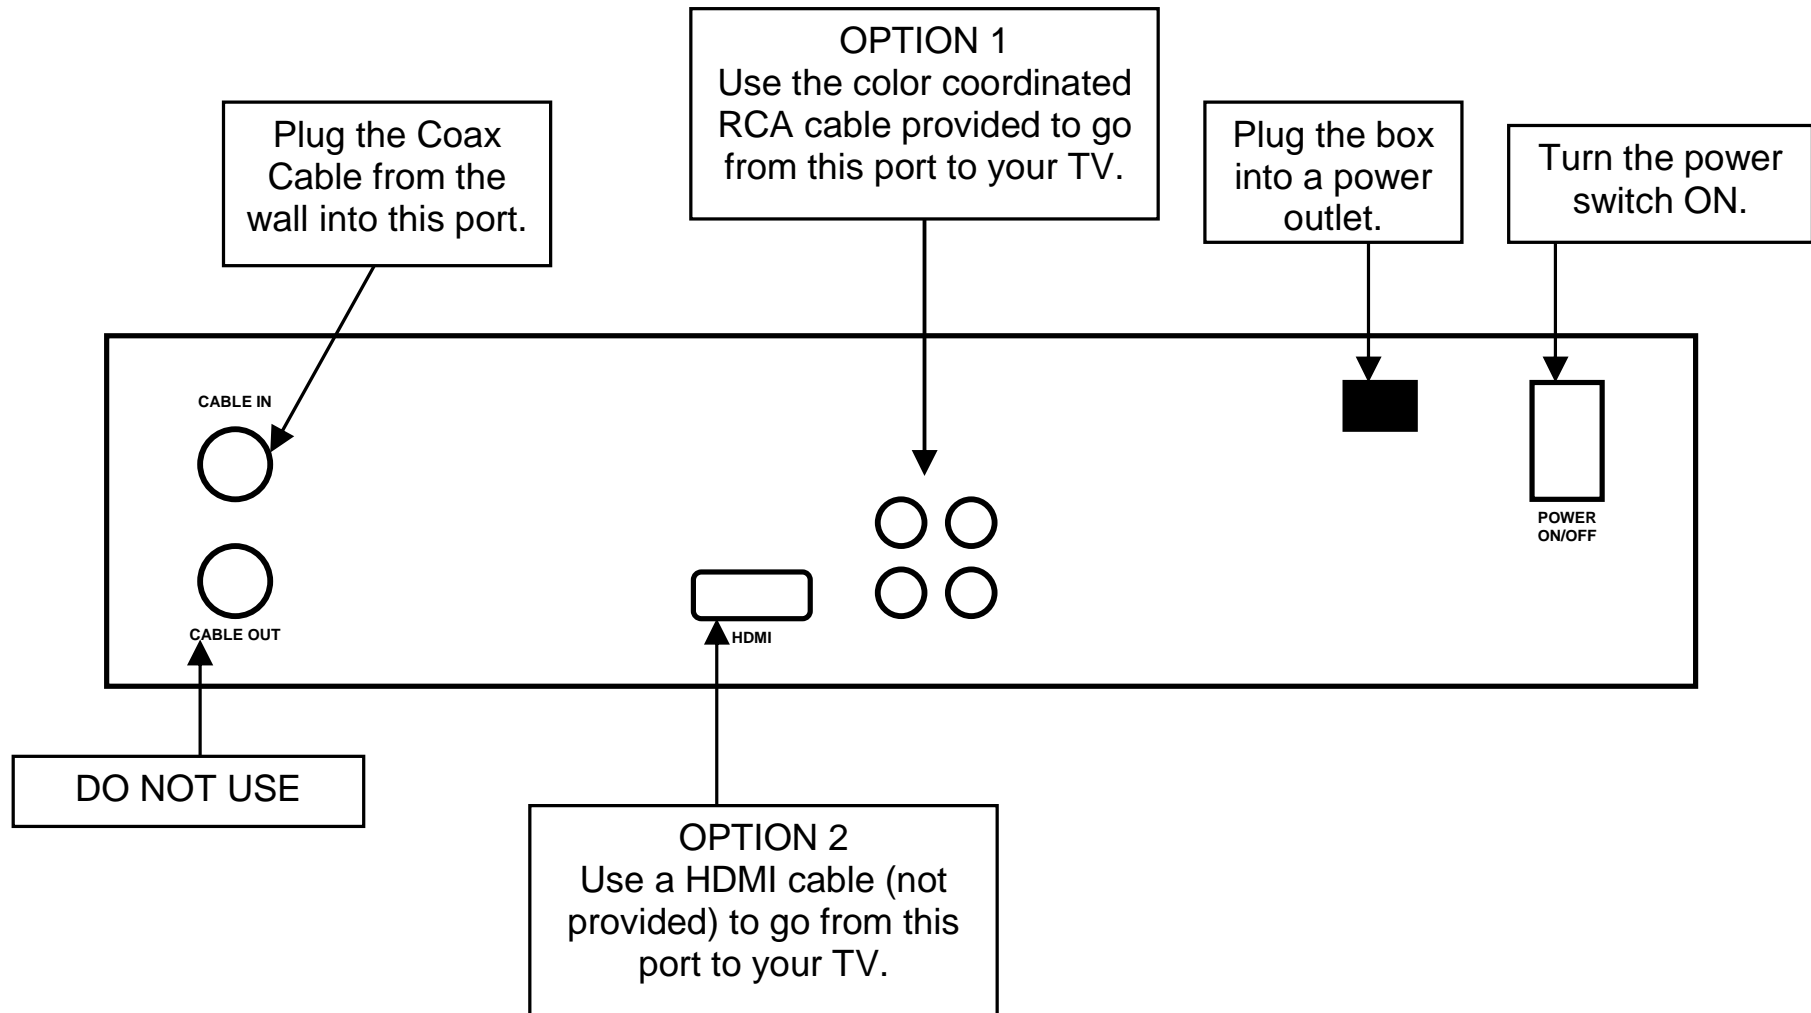 OPTION 1
Use the color coordinated
RCA cable provided to go
from this port to your TV.
Plug the Coax
Cable from the
wall into this port.
Plug the box
into a power
outlet.
Turn the power
switch ON.
CABLE IN
CABLE OUT
HDMI
POWER
ON/OFF
DO NOT USE
OPTION 2
Use a HDMI cable (not
provided) to go from this
port to your TV.